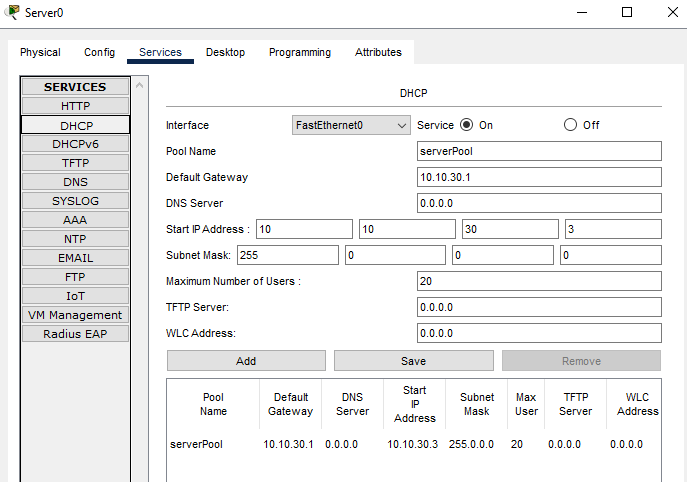 Server0
Physical Config Services Desktop Programming Attributes
SERVICES
HTTP
DHCP
DHCPv6
TFTP
DNS
SYSLOG
AAA
NTP
EMAIL
FTP
IoT
VM Management
Radius EAP
DHCP
Interface FastEthernet0 Service On Off
Pool Name serverPool
Default Gateway 10.10.30.1
DNS Server 0.0.0.0
Start IP Address : 10 10 30 3
Subnet Mask: 255 0 0 0
Maximum Number of Users : 20
TFTP Server: 0.0.0.0
WLC Address: 0.0.0.0
Add Save Remove
Pool Name Default Gateway DNS Server Start IP Address Subnet Mask Max User TFTP Server WLC Address
serverPool 10.10.30.1 0.0.0.0 10.10.30.3 255.0.0.0 20 0.0.0.0 0.0.0.0